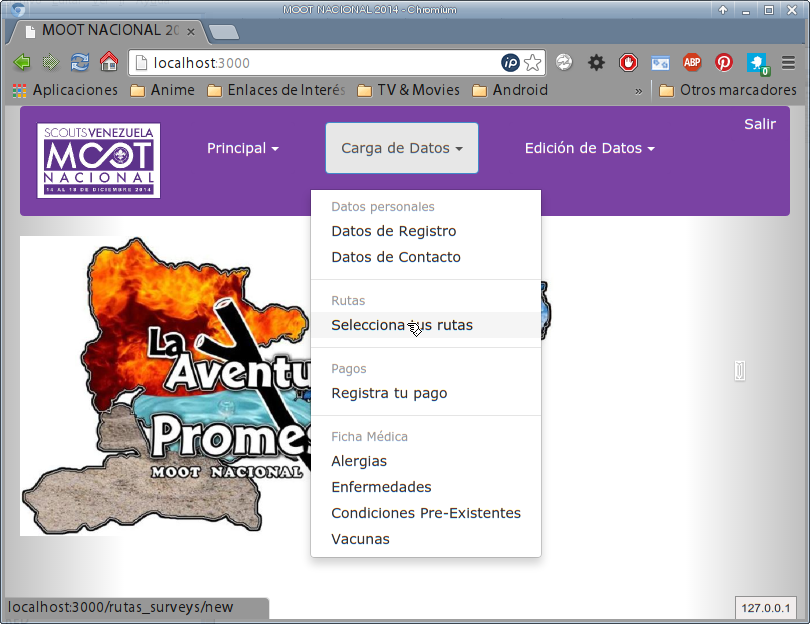 MOOT NACIONAL 2014 - Chromium
MOOT NACIONAL 20
localhost:3000
Aplicaciones Anime Enlaces de Interés TV & Movies Android » Otros marcadores
ABP
0
SCOUTS VENEZUELA
MOOT
NACIONAL
14 AL 18 DE DICIEMBRE 2014
Principal
Carga de Datos
Edición de Datos
Salir
Datos personales
Datos de Registro
Datos de Contacto
Rutas
Selecciona tus rutas
Pagos
Registra tu pago
Ficha Médica
Alergias
Enfermedades
Condiciones Pre-Existentes
Vacunas
La
Aventu
Promes
MOOT NACIONAL
localhost:3000/rutas_surveys/new
127.0.0.1